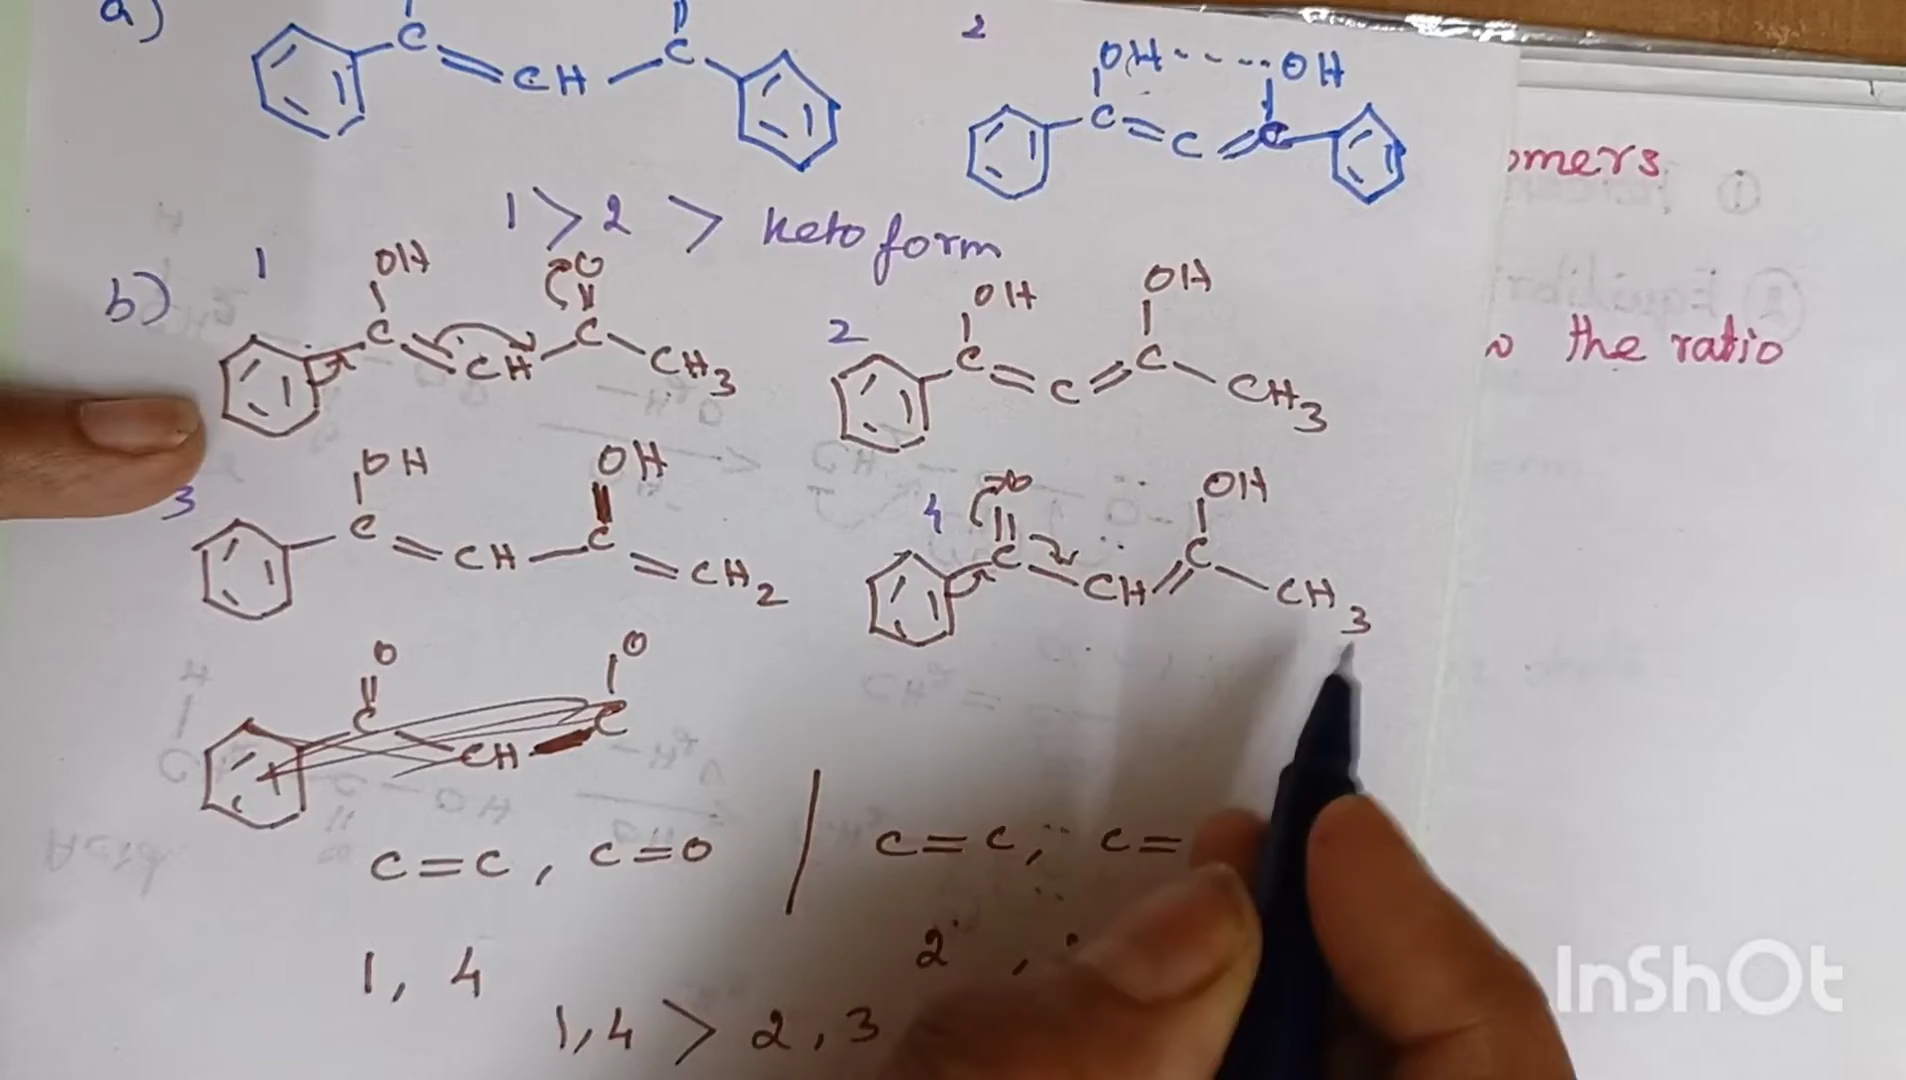 a)
C = CH - C
2
OH OH
C = C = C
omers
1 > 2 > Keto form
the ratio
b)
1
OH O
C = CH - C - CH3
2
OH OH
C = C = C - CH3
3
OH OH
C = CH - C = CH2
4
O OH
C - CH = C - CH3
O O
C CH C
C=C, C=O | C=C, C=
1, 4
2 ,
1,4 > 2,3
InShOt